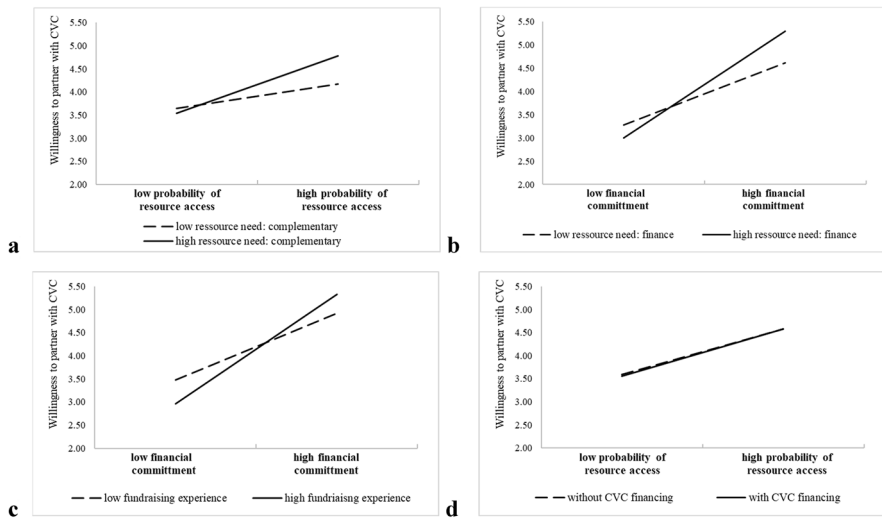 Willingness to partner with CVC
5.50
5.00
4.50
4.00
3.50
3.00
2.50
2.00
low probability of
resource access
high probability of
ressource access
low ressource need: complementary
high ressource need: complementary
a
Willingness to partner with CVC
5.50
5.00
4.50
4.00
3.50
3.00
2.50
2.00
low financial
committment
high financial
committment
low ressource need: finance
high ressource need: finance
b
Willingness to partner with CVC
5.50
5.00
4.50
4.00
3.50
3.00
2.50
2.00
low financial
committment
high financial
committment
low fundraising experience
high fundriaising experience
c
Willingness to partner with CVC
5.50
5.00
4.50
4.00
3.50
3.00
2.50
2.00
low probability of
resource access
high probability of
ressource access
without CVC financing
with CVC financing
d